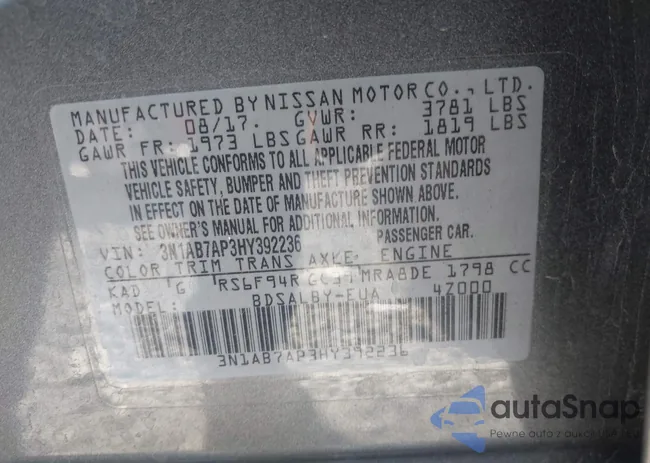 MANUFACTURED BY NISSAN MOTOR CO., LTD.
DATE: 08/17. GVWR: 3781 LBS
GAWR FR: 1973 LBS GAWR RR: 1819 LBS
THIS VEHICLE CONFORMS TO ALL APPLICABLE FEDERAL MOTOR
VEHICLE SAFETY, BUMPER AND THEFT PREVENTION STANDARDS
IN EFFECT ON THE DATE OF MANUFACTURE SHOWN ABOVE.
SEE OWNER'S MANUAL FOR ADDITIONAL INFORMATION.
VIN: 3N1AB7AP3HY392236 PASSENGER CAR.
COLOR TRIM TRANS AXLE ENGINE
KAD G RS6F94R MRA8DE 1798 CC
MODEL: BDSALBY-EUA 47000
3N1AB7AP3HY392236
autaSnap
Pewne auto z aukcji